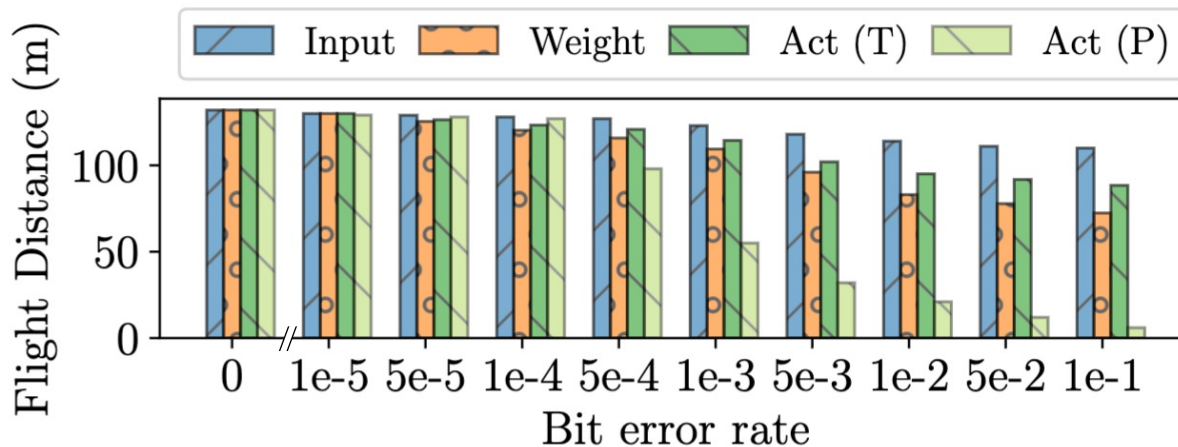 Input Weight Act (T) Act (P)
Flight Distance (m)
100
50
0
0 // 1e-5 5e-5 1e-4 5e-4 1e-3 5e-3 1e-2 5e-2 1e-1
Bit error rate